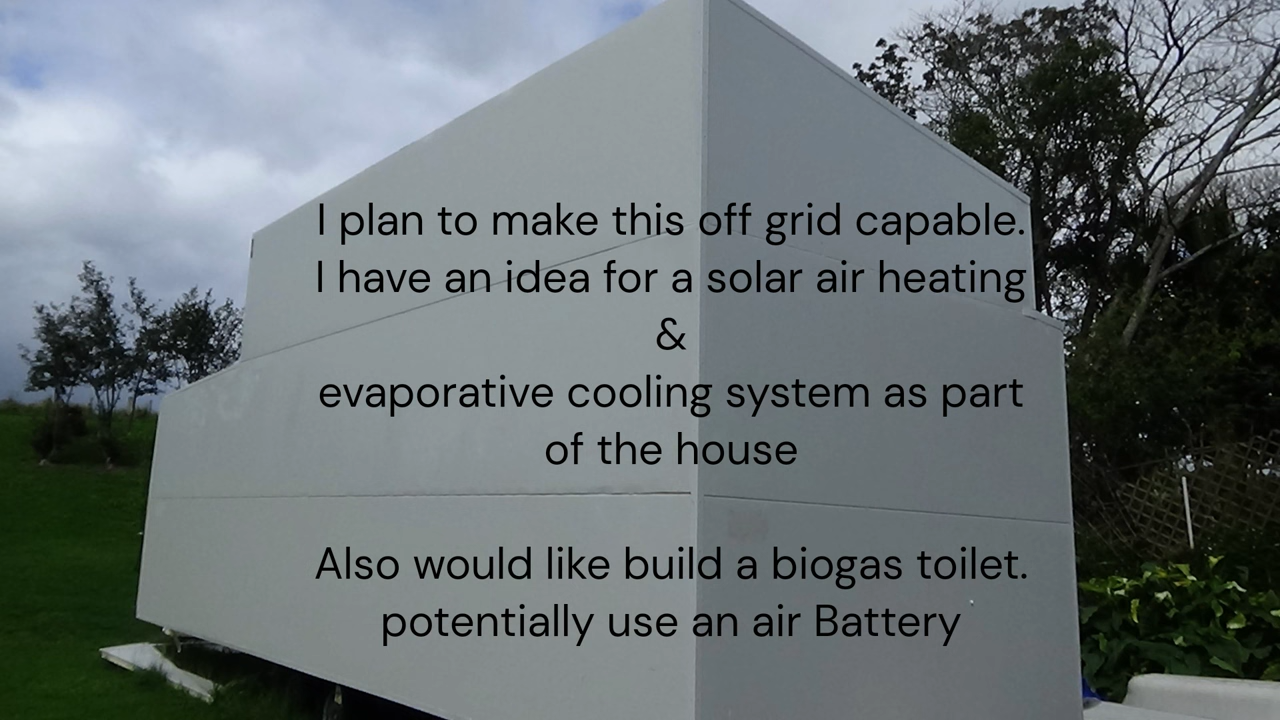 I plan to make this off grid capable.
I have an idea for a solar air heating
&
evaporative cooling system as part
of the house
Also would like build a biogas toilet.
potentially use an air Battery